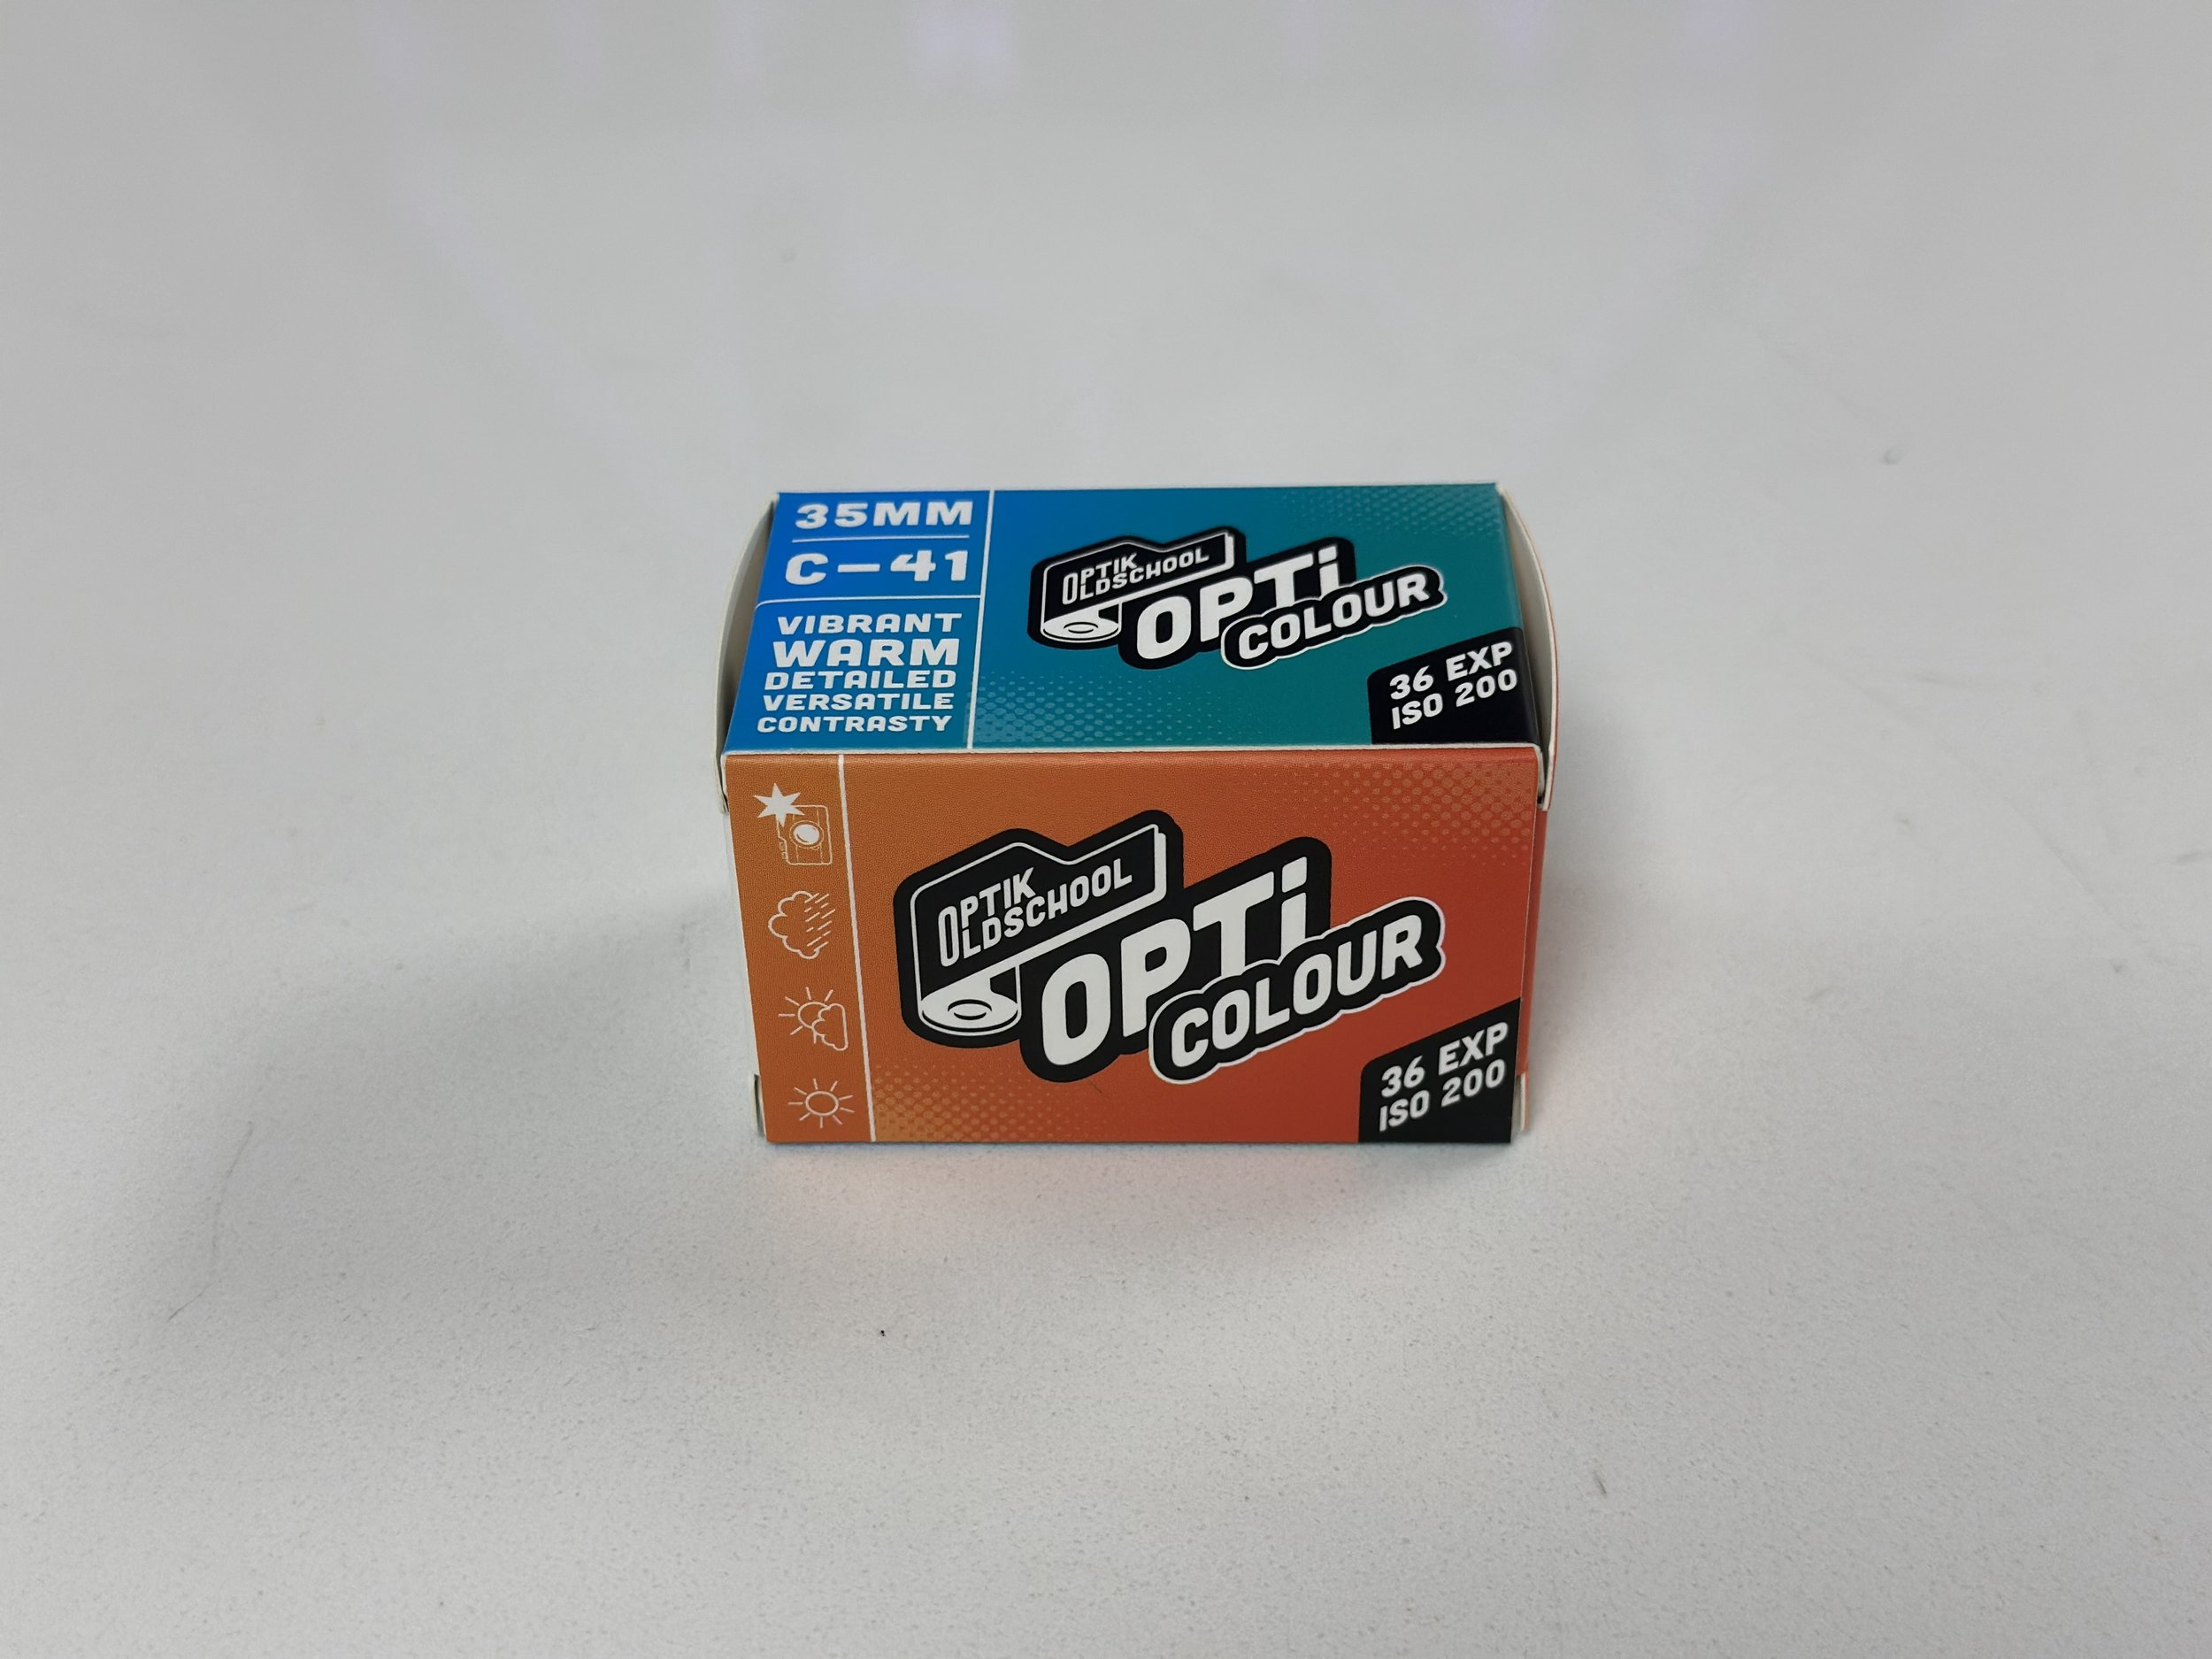 35MM
C-41
VIBRANT
WARM
DETAILED
VERSATILE
CONTRASTY
OPTIK
OLDSCHOOL
OPTi
COLOUR
36 EXP
ISO 200
OPTIK
OLDSCHOOL
OPTi
COLOUR
36 EXP
ISO 200